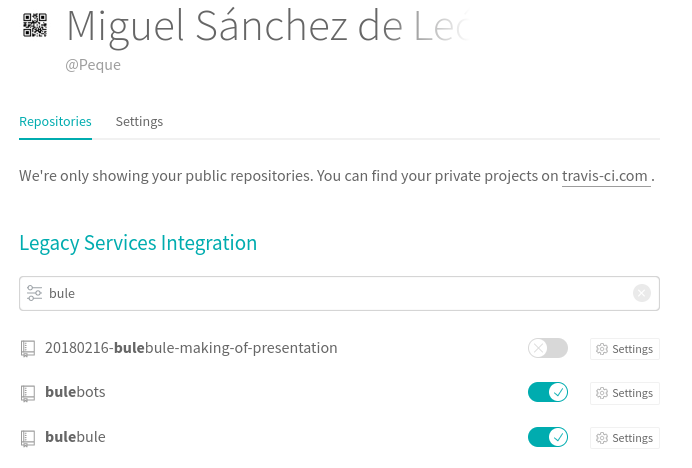 Miguel Sánchez de Leó
@Peque
Repositories Settings
We're only showing your public repositories. You can find your private projects on travis-ci.com .
Legacy Services Integration
bule
20180216-bulebule-making-of-presentation Settings
bulebots Settings
bulebule Settings